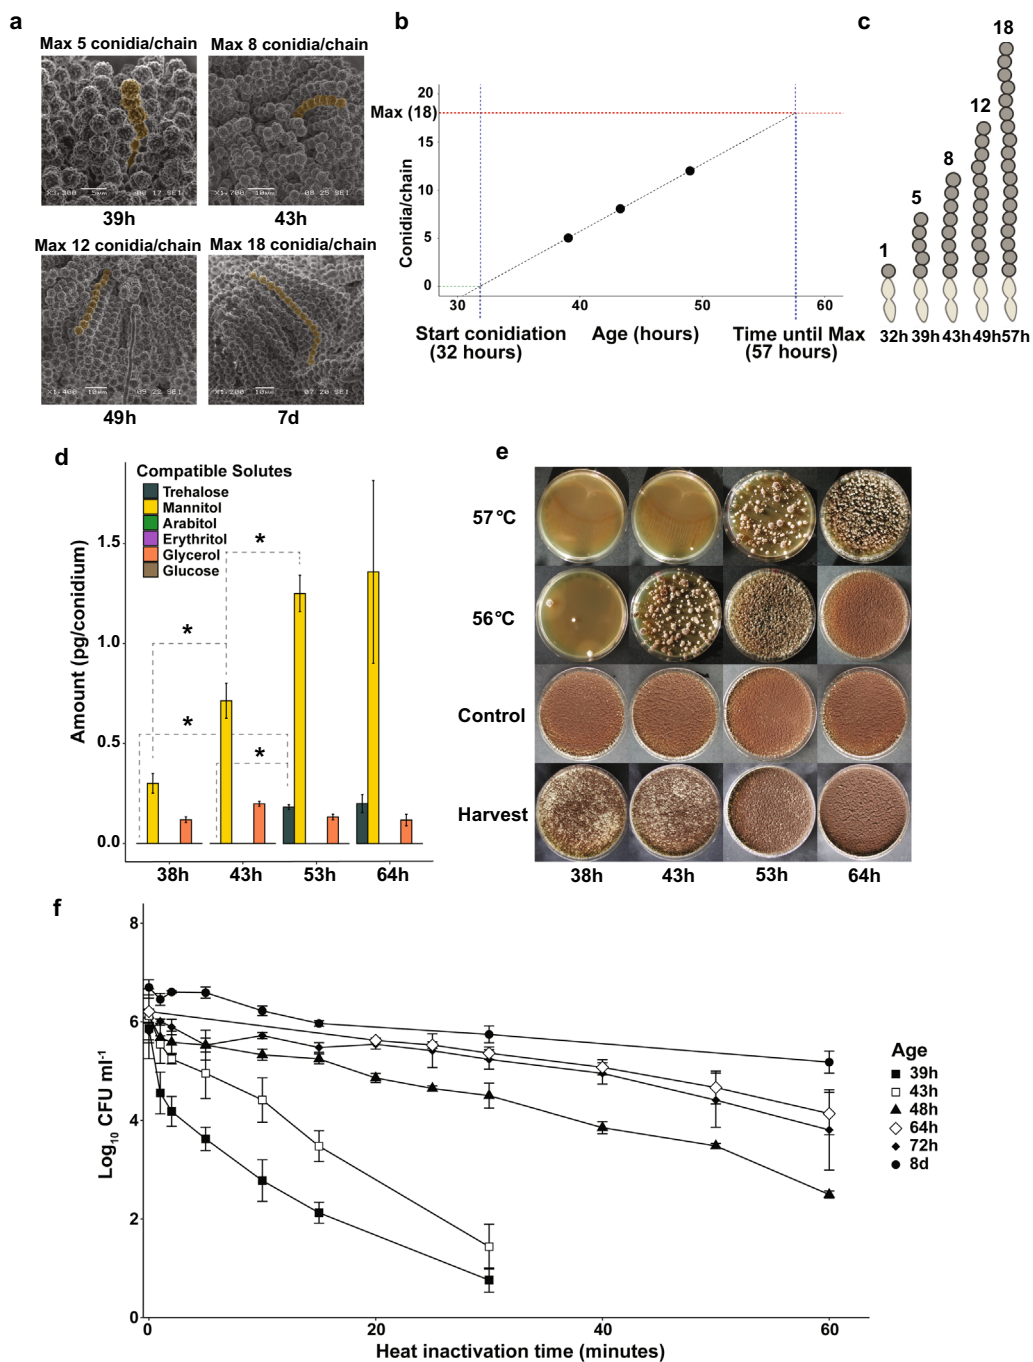 a
Max 5 conidia/chain
Max 8 conidia/chain
39h
43h
Max 12 conidia/chain
Max 18 conidia/chain
49h
7d
b
Conidia/chain
20
Max (18)
15
10
5
0
30
40
50
60
Start conidiation
(32 hours)
Age (hours)
Time until Max
(57 hours)
c
1
5
8
12
18
32h 39h 43h 49h 57h
d
Compatible Solutes
Trehalose
Mannitol
Arabitol
Erythritol
Glycerol
Glucose
Amount (pg/conidium)
1.5
1.0
0.5
0.0
*
*
*
*
38h
43h
53h
64h
e
57°C
56°C
Control
Harvest
38h
43h
53h
64h
f
Log10 CFU ml-1
8
6
4
2
0
0
20
40
60
Heat inactivation time (minutes)
Age
39h
43h
48h
64h
72h
8d